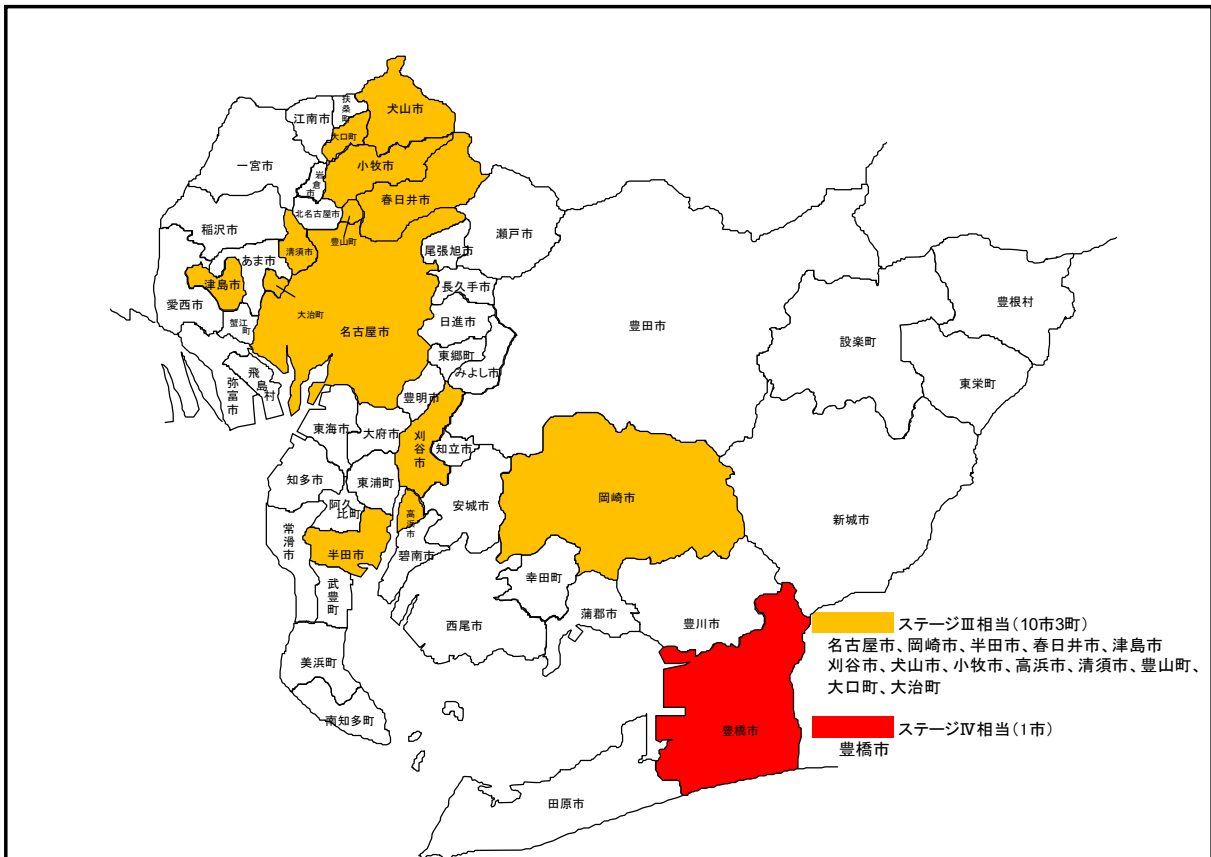 犬山市
扶桑町
江南市
大口町
一宮市
小牧市
岩倉市
春日井市
北名古屋市
稲沢市
豊山町
清須市
瀬戸市
尾張旭市
あま市
津島市
長久手市
愛西市
大治町
蟹江町
名古屋市
日進市
豊田市
豊根村
設楽町
東郷町
みよし市
東栄町
飛島村
弥富市
豊明市
東海市
大府市
刈谷市
知立市
知多市
東浦町
阿久比町
安城市
岡崎市
高浜市
新城市
常滑市
半田市
碧南市
武豊町
幸田町
蒲郡市
西尾市
豊川市
美浜町
南知多町
豊橋市
田原市
ステージⅢ相当(10市3町)
名古屋市、岡崎市、半田市、春日井市、津島市
刈谷市、犬山市、小牧市、高浜市、清須市、豊山町、
大口町、大治町
ステージⅣ相当(1市)
豊橋市